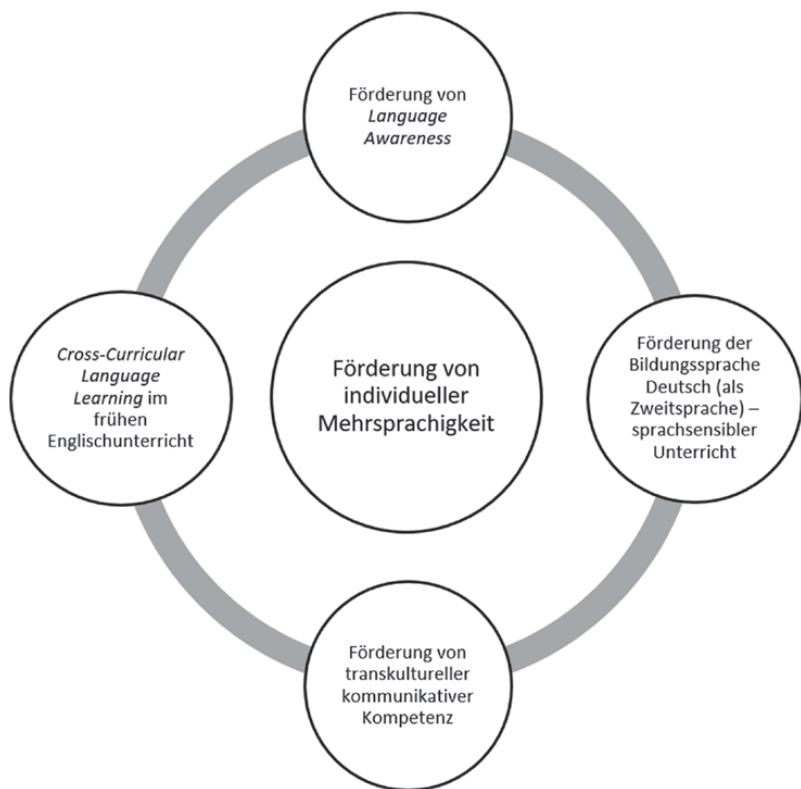 Förderung von
Language
Awareness
Cross-Curricular
Language
Learning im
frühen
Englischunterricht
Förderung von
individueller
Mehrsprachigkeit
Förderung der
Bildungssprache
Deutsch (als
Zweitsprache) –
sprachsensibler
Unterricht
Förderung von
transkultureller
kommunikativer
Kompetenz